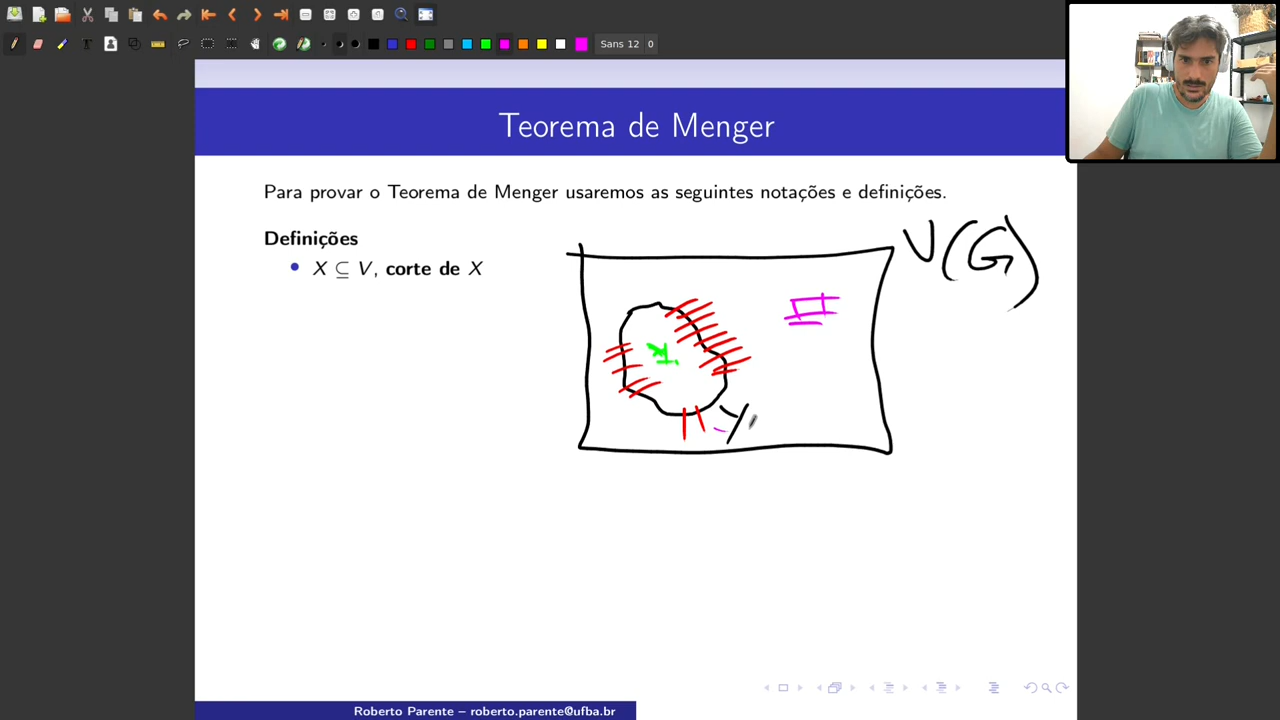 Sans 12 0
Teorema de Menger
Para provar o Teorema de Menger usaremos as seguintes notações e definições.
Definições
• X ⊆ V, corte de X
V(G)
Roberto Parente – roberto.parente@ufba.br